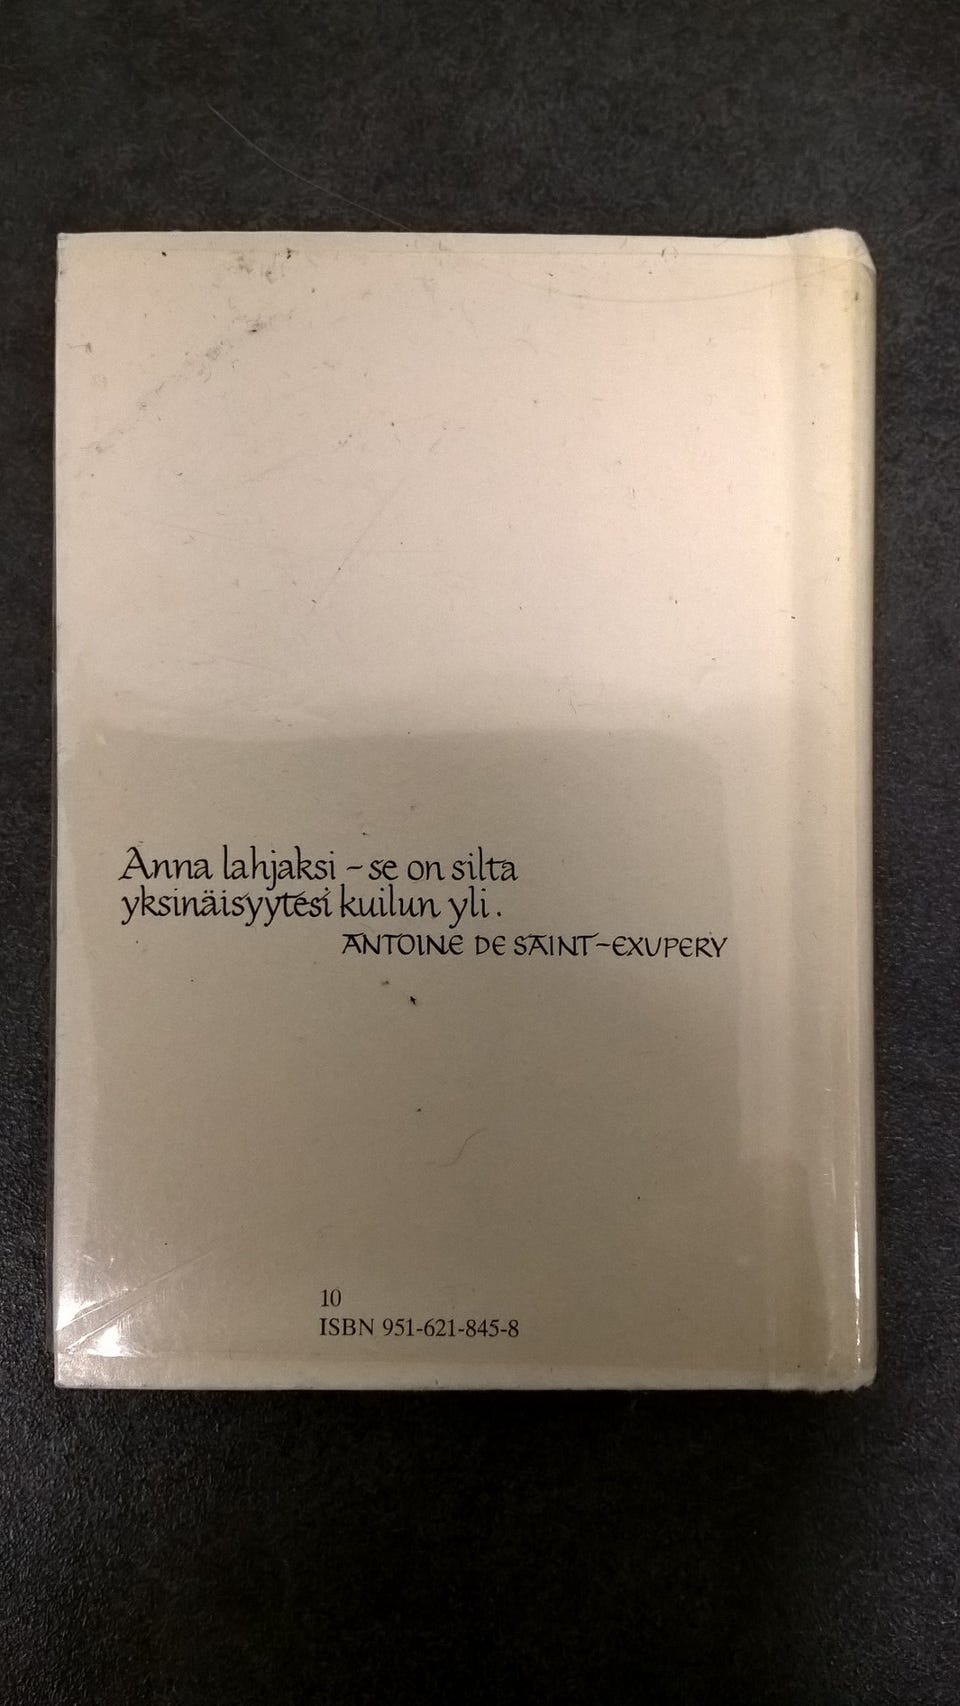 Anna lahjaksi – se on silta
yksinäisyytesi kuilun yli.
ANTOINE DE SAINT-EXUPERY
10
ISBN 951-621-845-8